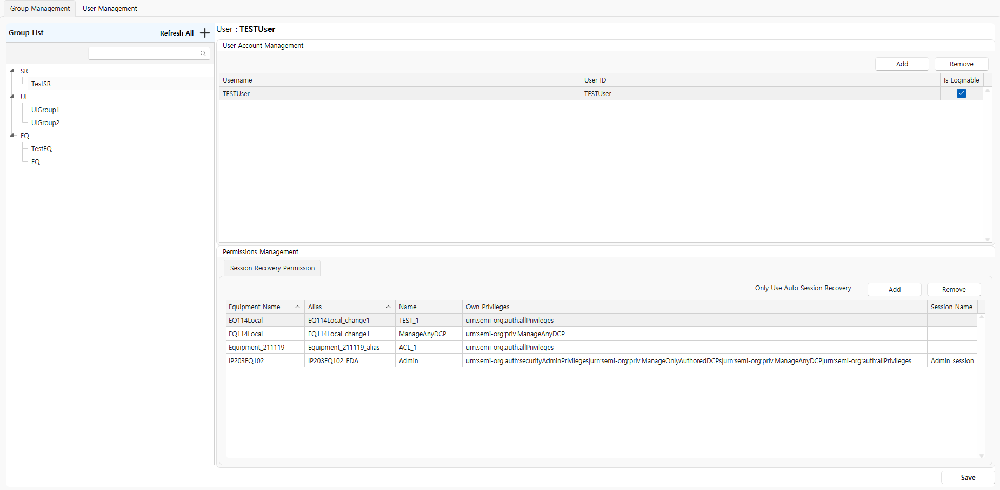 Group Management User Management
Group List Refresh All
SR
TestSR
UI
UIGroup1
UIGroup2
EQ
TestEQ
EQ
User : TESTUser
User Account Management
Add Remove
Username User ID Is Loginable
TESTUser TESTUser
Permissions Management
Session Recovery Permission
Only Use Auto Session Recovery Add Remove
Equipment Name Alias Name Own Privileges Session Name
EQ114Local EQ114Local_change1 TEST_1 urn:semi-org:auth:allPrivileges
EQ114Local EQ114Local_change1 ManageAnyDCP urn:semi-org:priv.ManageAnyDCP
Equipment_211119 Equipment_211119_alias ACL_1 urn:semi-org:auth:allPrivileges
IP203EQ102 IP203EQ102_EDA Admin urn:semi-org.auth:securityAdminPrivileges|urn:semi-org:priv.ManageOnlyAuthoredDCPs|urn:semi-org:priv.ManageAnyDCP|urn:semi-org:auth:allPrivileges Admin_session
Save